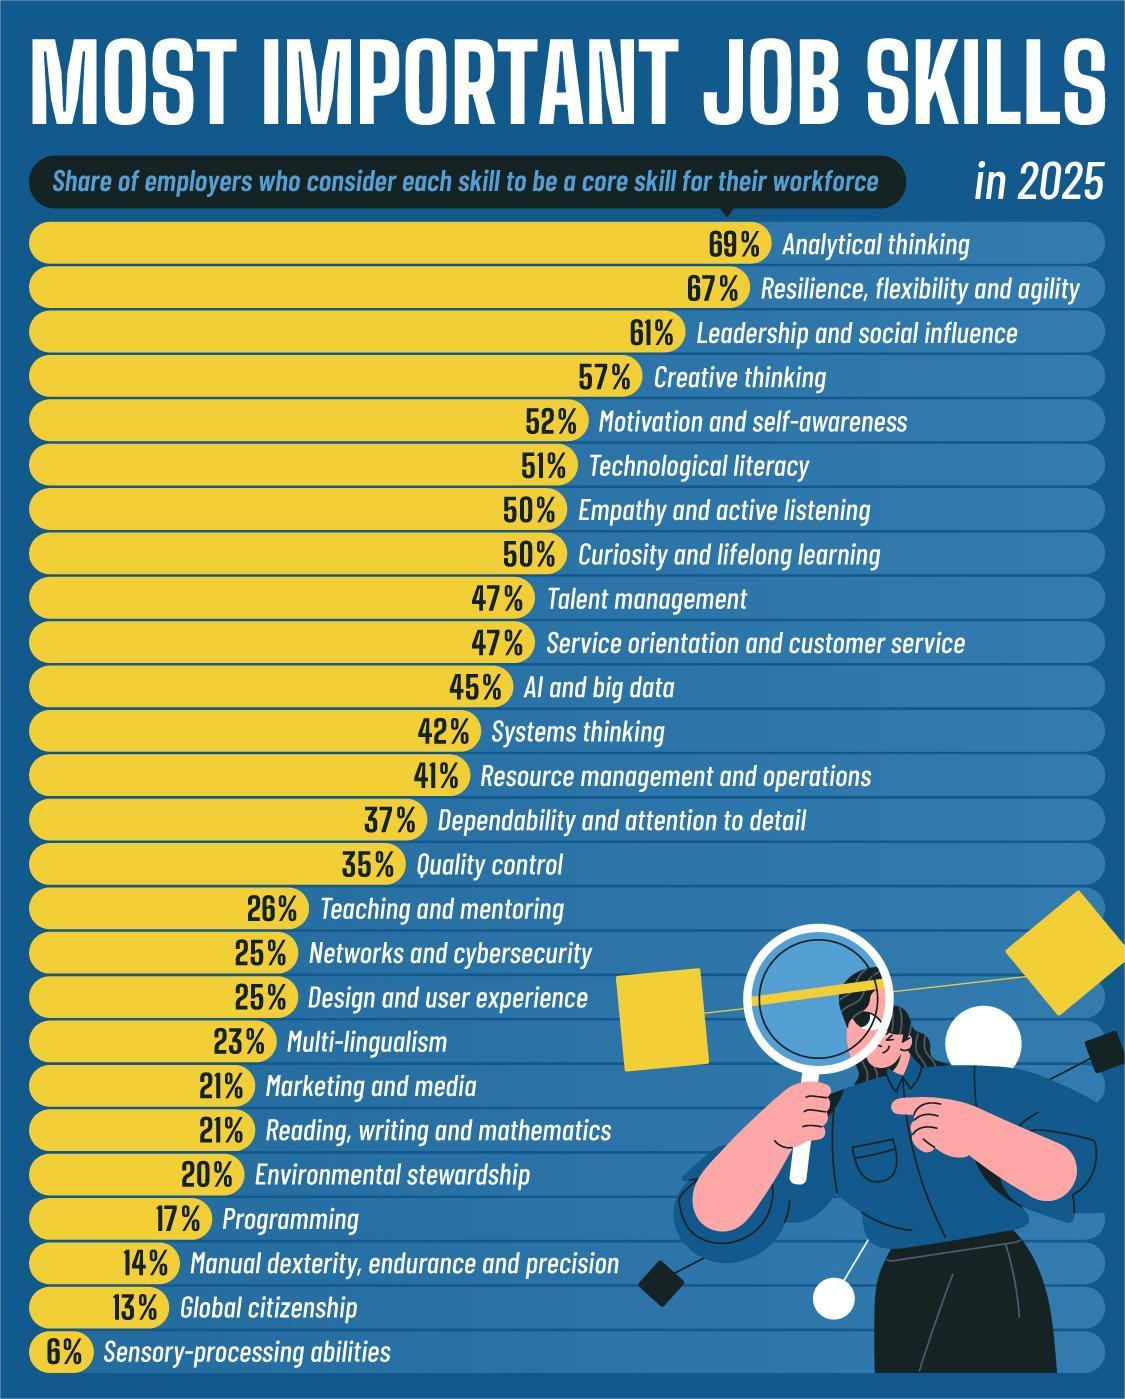 MOST IMPORTANT JOB SKILLS
Share of employers who consider each skill to be a core skill for their workforce
in 2025
69% Analytical thinking
67% Resilience, flexibility and agility
61% Leadership and social influence
57% Creative thinking
52% Motivation and self-awareness
51% Technological literacy
50% Empathy and active listening
50% Curiosity and lifelong learning
47% Talent management
47% Service orientation and customer service
45% AI and big data
42% Systems thinking
41% Resource management and operations
37% Dependability and attention to detail
35% Quality control
26% Teaching and mentoring
25% Networks and cybersecurity
25% Design and user experience
23% Multi-lingualism
21% Marketing and media
21% Reading, writing and mathematics
20% Environmental stewardship
17% Programming
14% Manual dexterity, endurance and precision
13% Global citizenship
6% Sensory-processing abilities